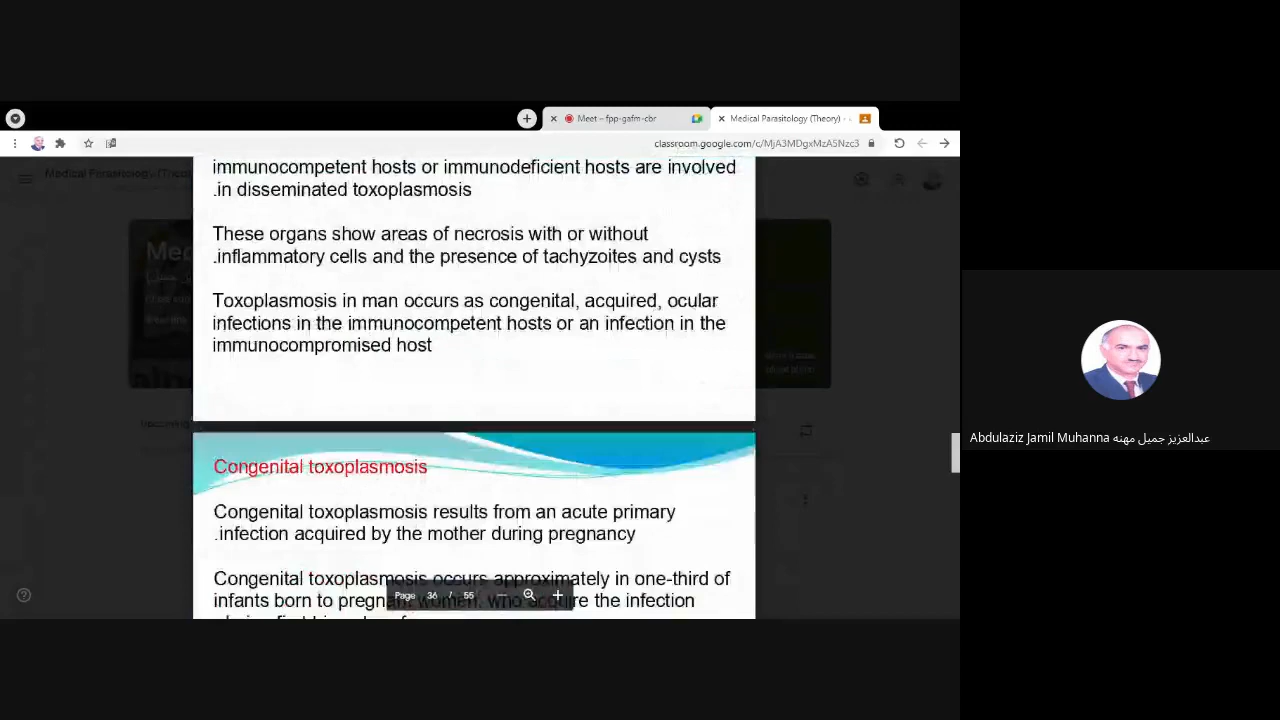 Meet – fpp-gafm-cbr
Medical Parasitology (Theory) -
classroom.google.com/c/MjA3MDgxMzA5Nzc3
Medical Parasitology (Theory
immunocompetent hosts or immunodeficient hosts are involved
.in disseminated toxoplasmosis
These organs show areas of necrosis with or without
.inflammatory cells and the presence of tachyzoites and cysts
Toxoplasmosis in man occurs as congenital, acquired, ocular
infections in the immunocompetent hosts or an infection in the
immunocompromised host
Congenital toxoplasmosis
Congenital toxoplasmosis results from an acute primary
.infection acquired by the mother during pregnancy
Congenital toxoplasmosis occurs approximately in one-third of
infants born to pregnant women, who acquire the infection
Page 36 / 55
Abdulaziz Jamil Muhanna عبدالعزيز جميل مهنه